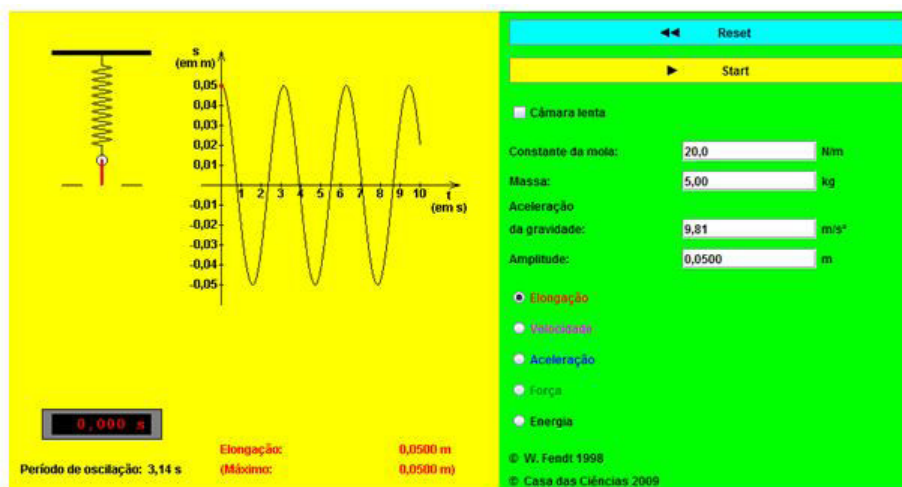 s
(em m)
0,05
0,04
0,03
0,02
0,01
1 2 3 4 5 6 7 8 9 10
t
(em s)
-0,01
-0,02
-0,03
-0,04
-0,05
0,000 s
Período de oscilação: 3,14 s
Elongação: 0,0500 m
(Máximo: 0,0500 m)
Reset
Start
Câmara lenta
Constante da mola: 20,0 N/m
Massa: 5,00 kg
Aceleração
da gravidade: 9,81 m/s²
Amplitude: 0,0500 m
Elongação
Velocidade
Aceleração
Força
Energia
© W. Fendt 1998
© Casa das Ciências 2009